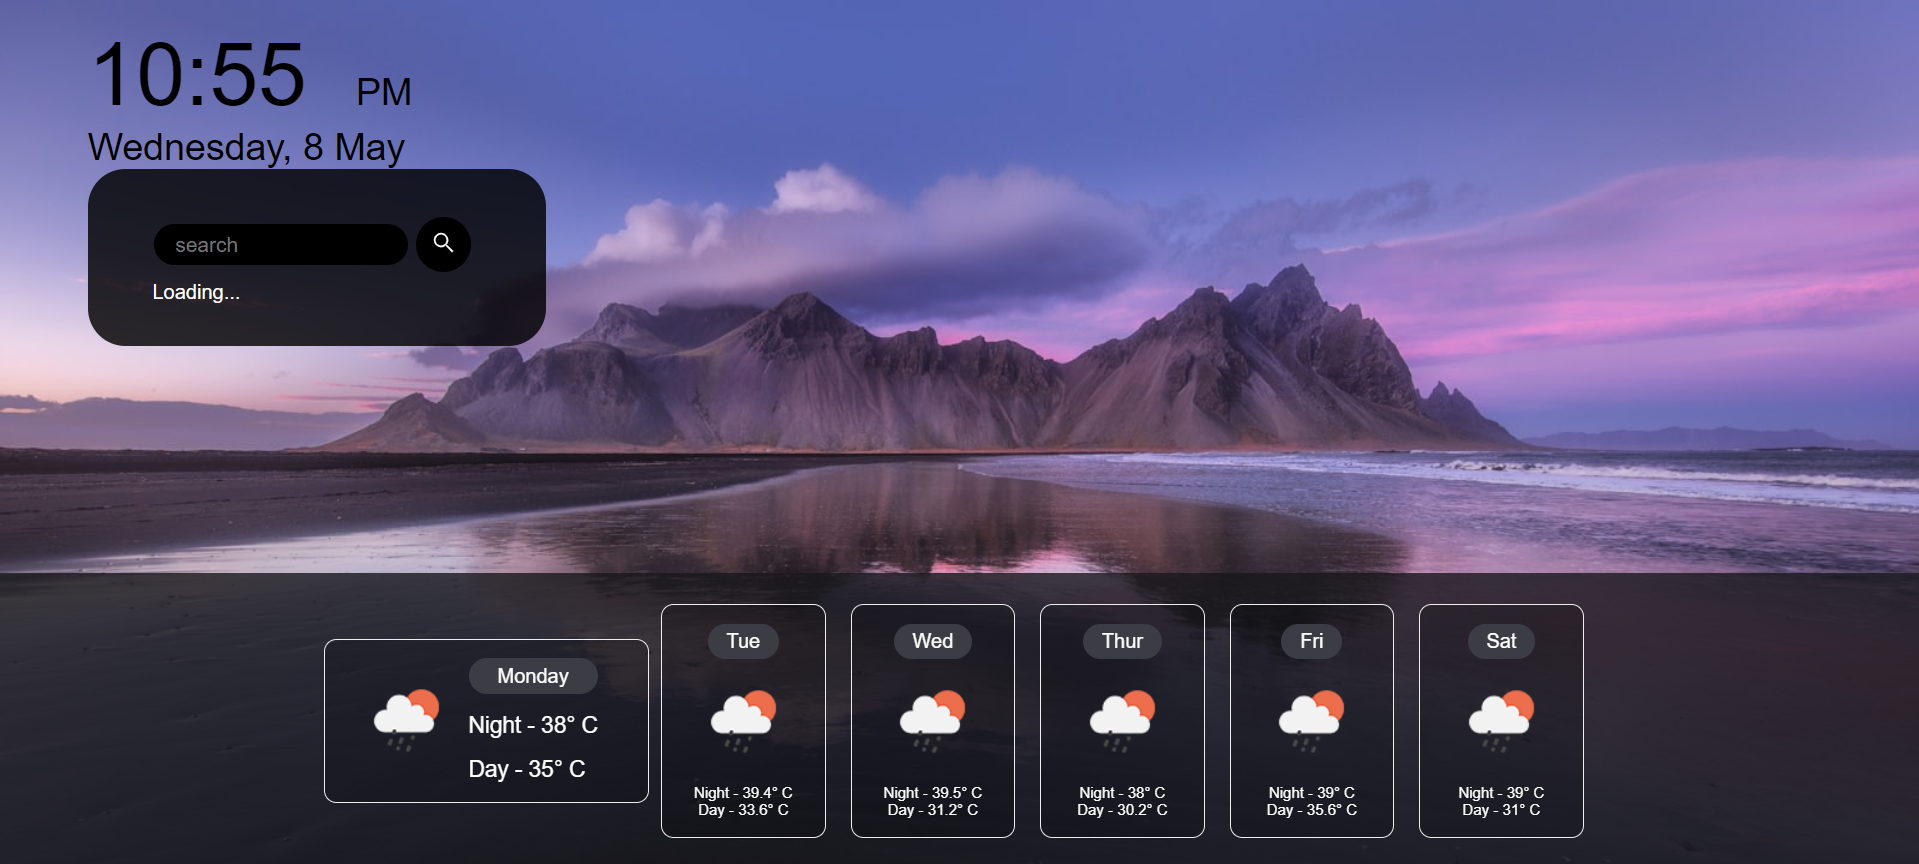 10:55 PM
Wednesday, 8 May
search
Loading...
Monday
Night - 38° C
Day - 35° C
Tue
Night - 39.4° C
Day - 33.6° C
Wed
Night - 39.5° C
Day - 31.2° C
Thur
Night - 38° C
Day - 30.2° C
Fri
Night - 39° C
Day - 35.6° C
Sat
Night - 39° C
Day - 31° C